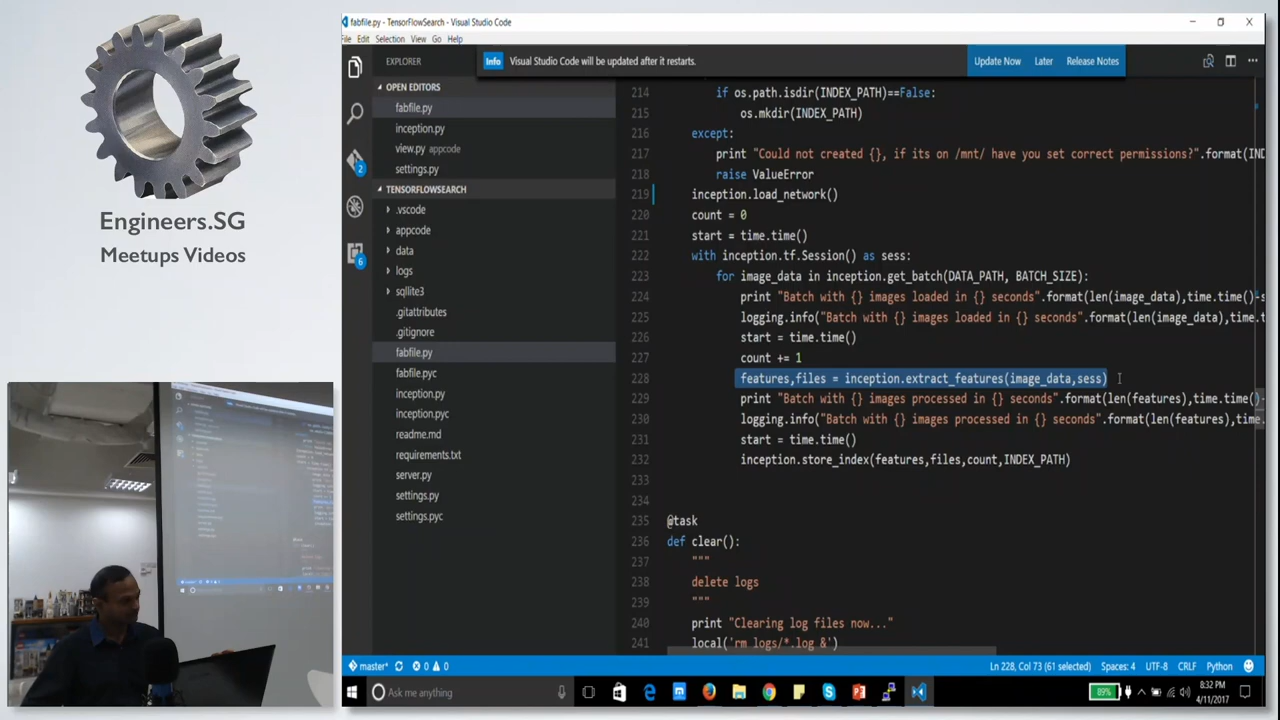 Engineers.SG
Meetups Videos
fabfile.py - TensorFlowSearch - Visual Studio Code
File Edit Selection View Go Help
EXPLORER
Info Visual Studio Code will be updated after it restarts.
Update Now Later Release Notes
OPEN EDITORS
fabfile.py
inception.py
view.py appcode
settings.py
TENSORFLOWSEARCH
.vscode
appcode
data
logs
sqllite3
.gitattributes
.gitignore
fabfile.py
fabfile.pyc
inception.py
inception.pyc
readme.md
requirements.txt
server.py
settings.py
settings.pyc
2
6
214 if os.path.isdir(INDEX_PATH)==False:
215 os.mkdir(INDEX_PATH)
216 except:
217 print "Could not created {}, if its on /mnt/ have you set correct permissions?".format(IND
218 raise ValueError
219 inception.load_network()
220 count = 0
221 start = time.time()
222 with inception.tf.Session() as sess:
223 for image_data in inception.get_batch(DATA_PATH, BATCH_SIZE):
224 print "Batch with {} images loaded in {} seconds".format(len(image_data),time.time()-s
225 logging.info("Batch with {} images loaded in {} seconds".format(len(image_data),time.t
226 start = time.time()
227 count += 1
228 features,files = inception.extract_features(image_data,sess)
229 print "Batch with {} images processed in {} seconds".format(len(features),time.time()-
230 logging.info("Batch with {} images processed in {} seconds".format(len(features),time.
231 start = time.time()
232 inception.store_index(features,files,count,INDEX_PATH)
233
234
235 @task
236 def clear():
237 """
238 delete logs
239 """
240 print "Clearing log files now..."
241 local('rm logs/*.log &')
master* 0 0
Ln 228, Col 73 (61 selected) Spaces: 4 UTF-8 CRLF Python
Ask me anything
89%
8:32 PM
4/11/2017